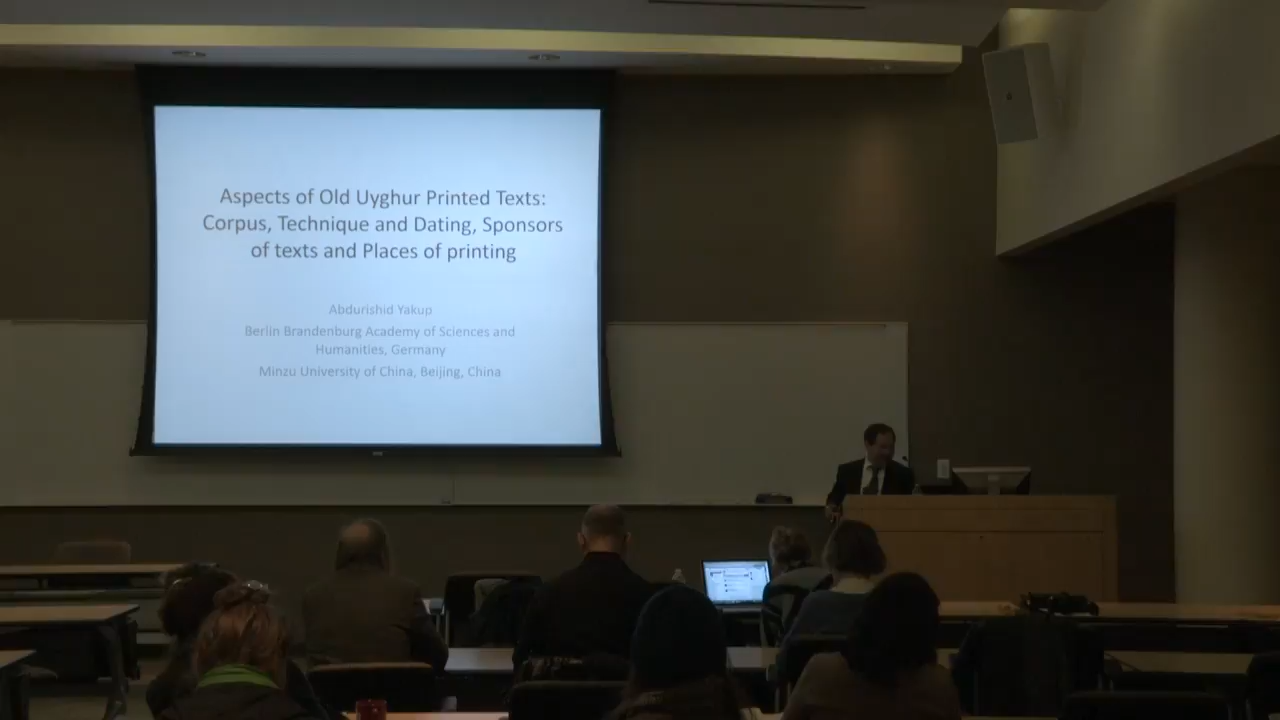 Aspects of Old Uyghur Printed Texts:
Corpus, Technique and Dating, Sponsors
of texts and Places of printing
Abdurishid Yakup
Berlin Brandenburg Academy of Sciences and
Humanities, Germany
Minzu University of China, Beijing, China